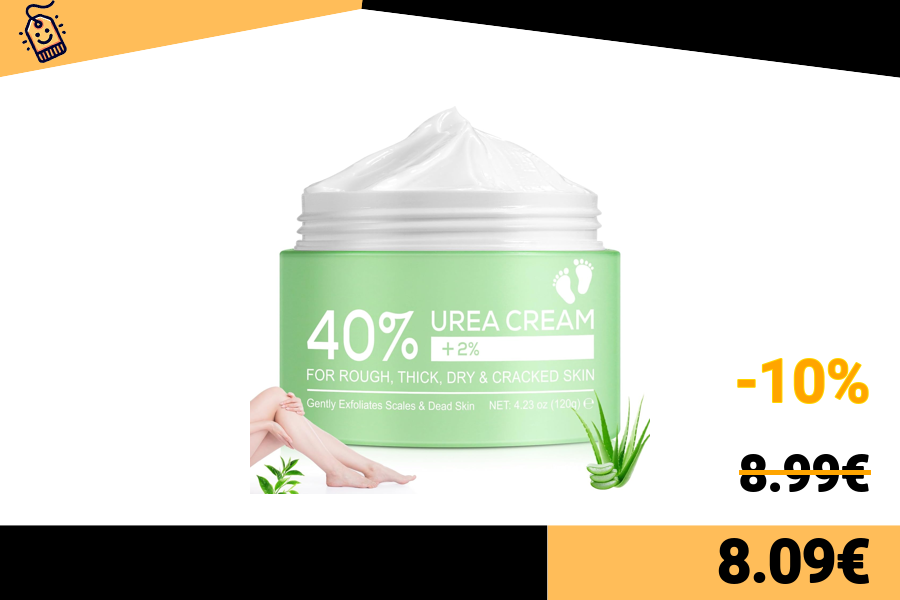 40% UREA CREAM
+ 2%
FOR ROUGH, THICK, DRY & CRACKED SKIN
Gently Exfoliates Scales & Dead Skin NET: 4.23 oz (120g) ℮
-10%
8.99€
8.09€